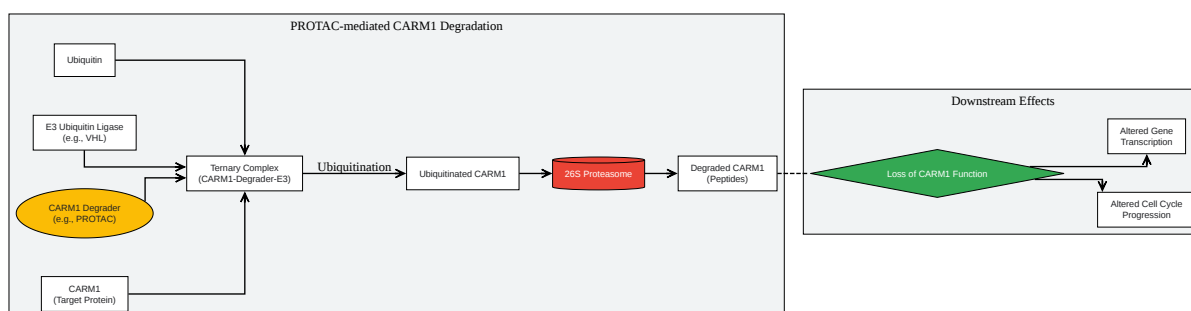 PROTAC-mediated CARM1 Degradation
Ubiquitin
E3 Ubiquitin Ligase
(e.g., VHL)
CARM1 Degrader
(e.g., PROTAC)
CARM1
(Target Protein)
Ternary Complex
(CARM1-Degrader-E3)
Ubiquitination
Ubiquitinated CARM1
26S Proteasome
Degraded CARM1
(Peptides)
Downstream Effects
Loss of CARM1 Function
Altered Gene
Transcription
Altered Cell Cycle
Progression